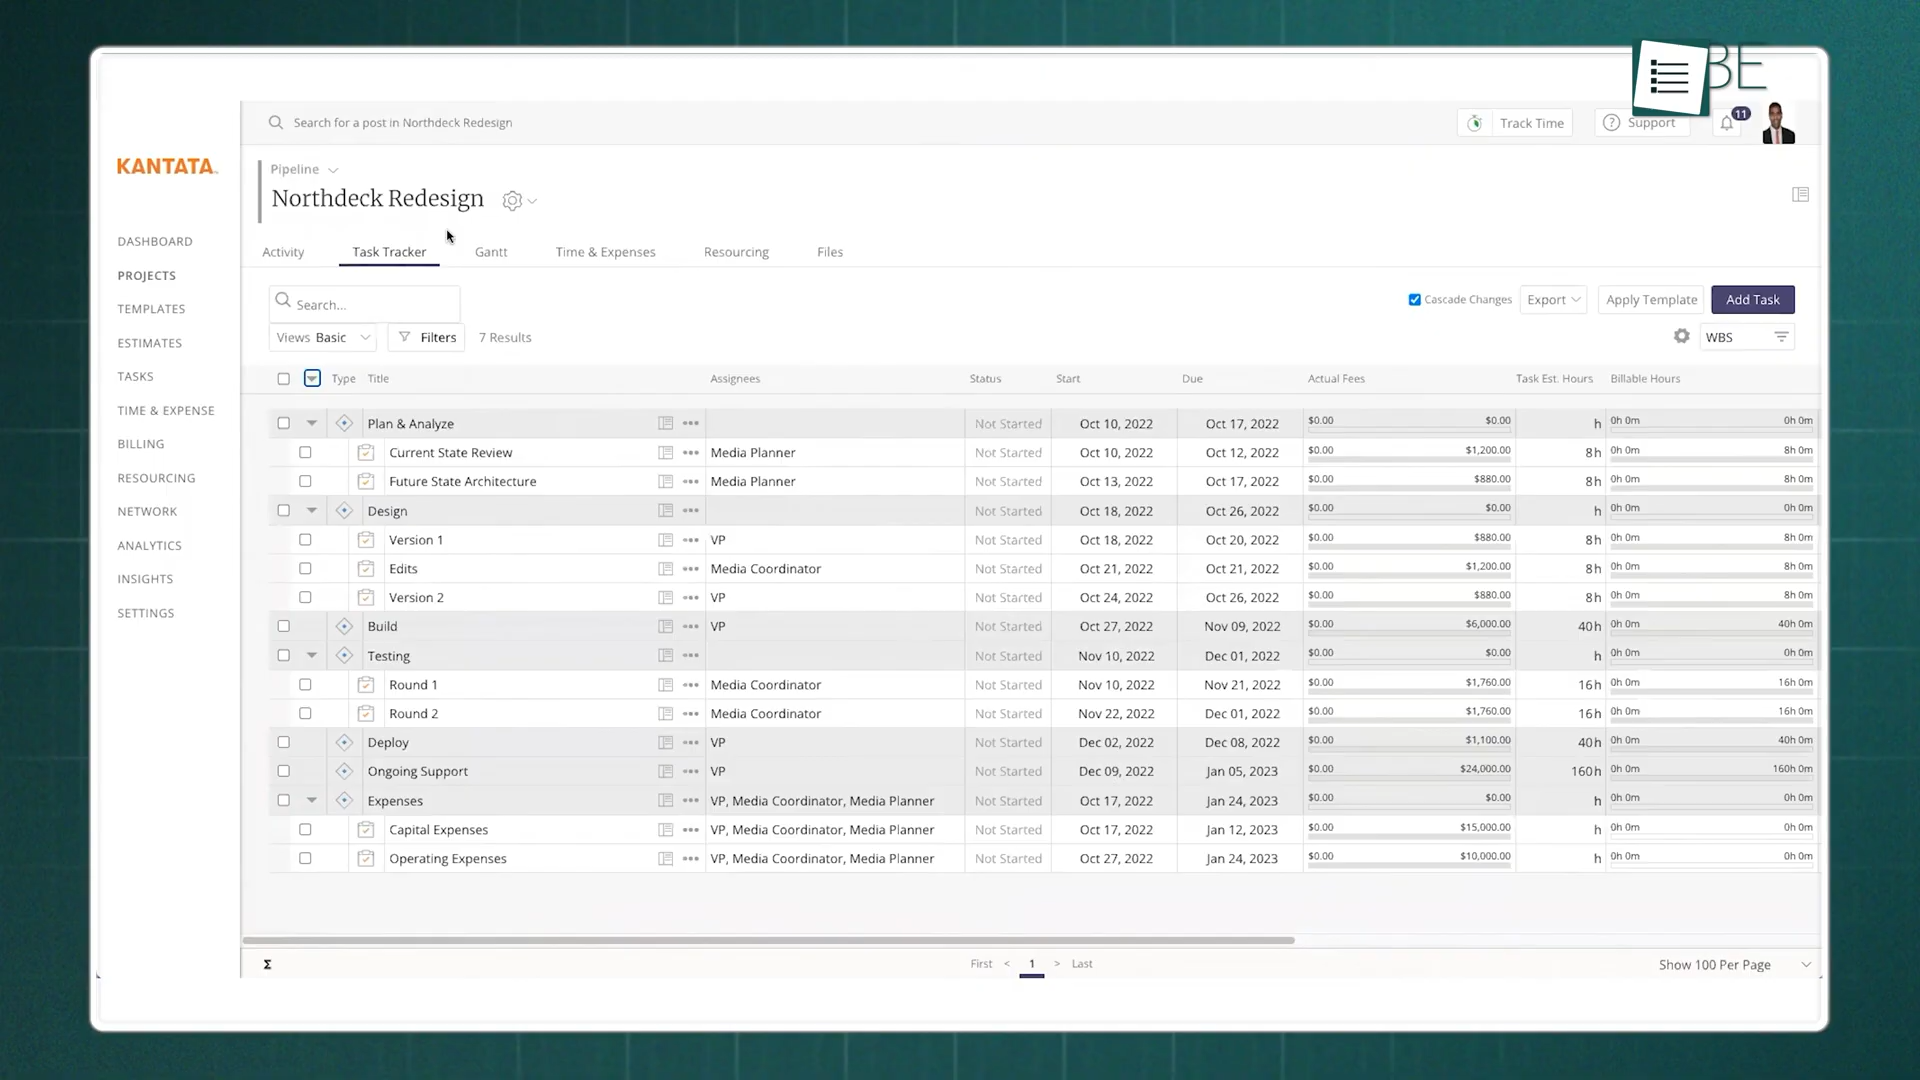 BE
Search for a post in Northdeck Redesign
Track Time
Support
11
KANTATA
Pipeline
Northdeck Redesign
DASHBOARD
PROJECTS
TEMPLATES
ESTIMATES
TASKS
TIME & EXPENSE
BILLING
RESOURCING
NETWORK
ANALYTICS
INSIGHTS
SETTINGS
Activity Task Tracker Gantt Time & Expenses Resourcing Files
Search... Cascade Changes Export Apply Template Add Task
Views Basic Filters 7 Results WBS
Type Title Assignees Status Start Due Actual Fees Task Est. Hours Billable Hours
Plan & Analyze Not Started Oct 10, 2022 Oct 17, 2022 $0.00 $0.00 h 0h 0m 0h 0m
Current State Review Media Planner Not Started Oct 10, 2022 Oct 12, 2022 $0.00 $1,200.00 8h 0h 0m 8h 0m
Future State Architecture Media Planner Not Started Oct 13, 2022 Oct 17, 2022 $0.00 $880.00 8h 0h 0m 8h 0m
Design Not Started Oct 18, 2022 Oct 26, 2022 $0.00 $0.00 h 0h 0m 0h 0m
Version 1 VP Not Started Oct 18, 2022 Oct 20, 2022 $0.00 $880.00 8h 0h 0m 8h 0m
Edits Media Coordinator Not Started Oct 21, 2022 Oct 21, 2022 $0.00 $1,200.00 8h 0h 0m 8h 0m
Version 2 VP Not Started Oct 24, 2022 Oct 26, 2022 $0.00 $880.00 8h 0h 0m 8h 0m
Build VP Not Started Oct 27, 2022 Nov 09, 2022 $0.00 $6,000.00 40h 0h 0m 40h 0m
Testing Not Started Nov 10, 2022 Dec 01, 2022 $0.00 $0.00 h 0h 0m 0h 0m
Round 1 Media Coordinator Not Started Nov 10, 2022 Nov 21, 2022 $0.00 $1,760.00 16h 0h 0m 16h 0m
Round 2 Media Coordinator Not Started Nov 22, 2022 Dec 01, 2022 $0.00 $1,760.00 16h 0h 0m 16h 0m
Deploy VP Not Started Dec 02, 2022 Dec 08, 2022 $0.00 $1,100.00 40h 0h 0m 40h 0m
Ongoing Support VP Not Started Dec 09, 2022 Jan 05, 2023 $0.00 $24,000.00 160h 0h 0m 160h 0m
Expenses VP, Media Coordinator, Media Planner Not Started Oct 17, 2022 Jan 24, 2023 $0.00 $0.00 h 0h 0m 0h 0m
Capital Expenses VP, Media Coordinator, Media Planner Not Started Oct 17, 2022 Jan 12, 2023 $0.00 $15,000.00 h 0h 0m 0h 0m
Operating Expenses VP, Media Coordinator, Media Planner Not Started Oct 27, 2022 Jan 24, 2023 $0.00 $10,000.00 h 0h 0m 0h 0m
Σ First < 1 > Last Show 100 Per Page